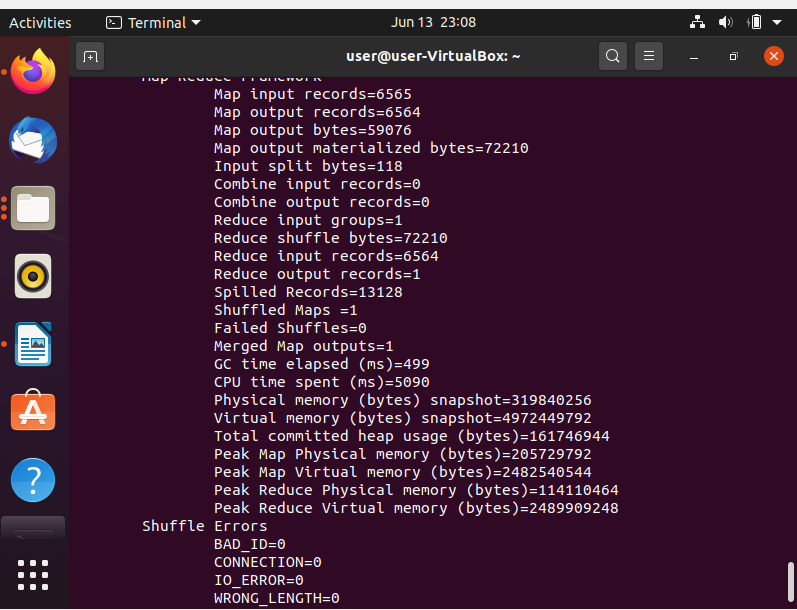 Activities
Terminal
Jun 13 23:08
user@user-VirtualBox: ~
Map-Reduce Framework
Map input records=6565
Map output records=6564
Map output bytes=59076
Map output materialized bytes=72210
Input split bytes=118
Combine input records=0
Combine output records=0
Reduce input groups=1
Reduce shuffle bytes=72210
Reduce input records=6564
Reduce output records=1
Spilled Records=13128
Shuffled Maps =1
Failed Shuffles=0
Merged Map outputs=1
GC time elapsed (ms)=499
CPU time spent (ms)=5090
Physical memory (bytes) snapshot=319840256
Virtual memory (bytes) snapshot=4972449792
Total committed heap usage (bytes)=161746944
Peak Map Physical memory (bytes)=205729792
Peak Map Virtual memory (bytes)=2482540544
Peak Reduce Physical memory (bytes)=114110464
Peak Reduce Virtual memory (bytes)=2489909248
Shuffle Errors
BAD_ID=0
CONNECTION=0
IO_ERROR=0
WRONG_LENGTH=0